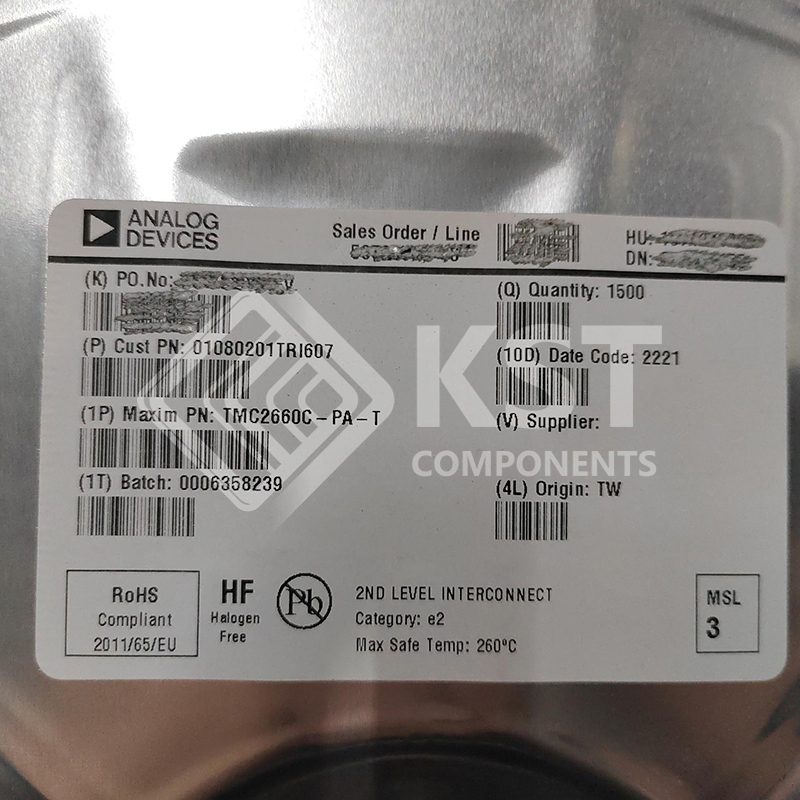 ANALOG
DEVICES
Sales Order / Line
HU:
DN:
(K) PO.No:
(Q) Quantity: 1500
(P) Cust PN: 01080201TRI607
(10D) Date Code: 2221
(1P) Maxim PN: TMC2660C-PA-T
(V) Supplier:
(1T) Batch: 0006358239
(4L) Origin: TW
KST
COMPONENTS
RoHS
Compliant
2011/65/EU
HF
Halogen
Free
Pb
2ND LEVEL INTERCONNECT
Category: e2
Max Safe Temp: 260°C
MSL
3